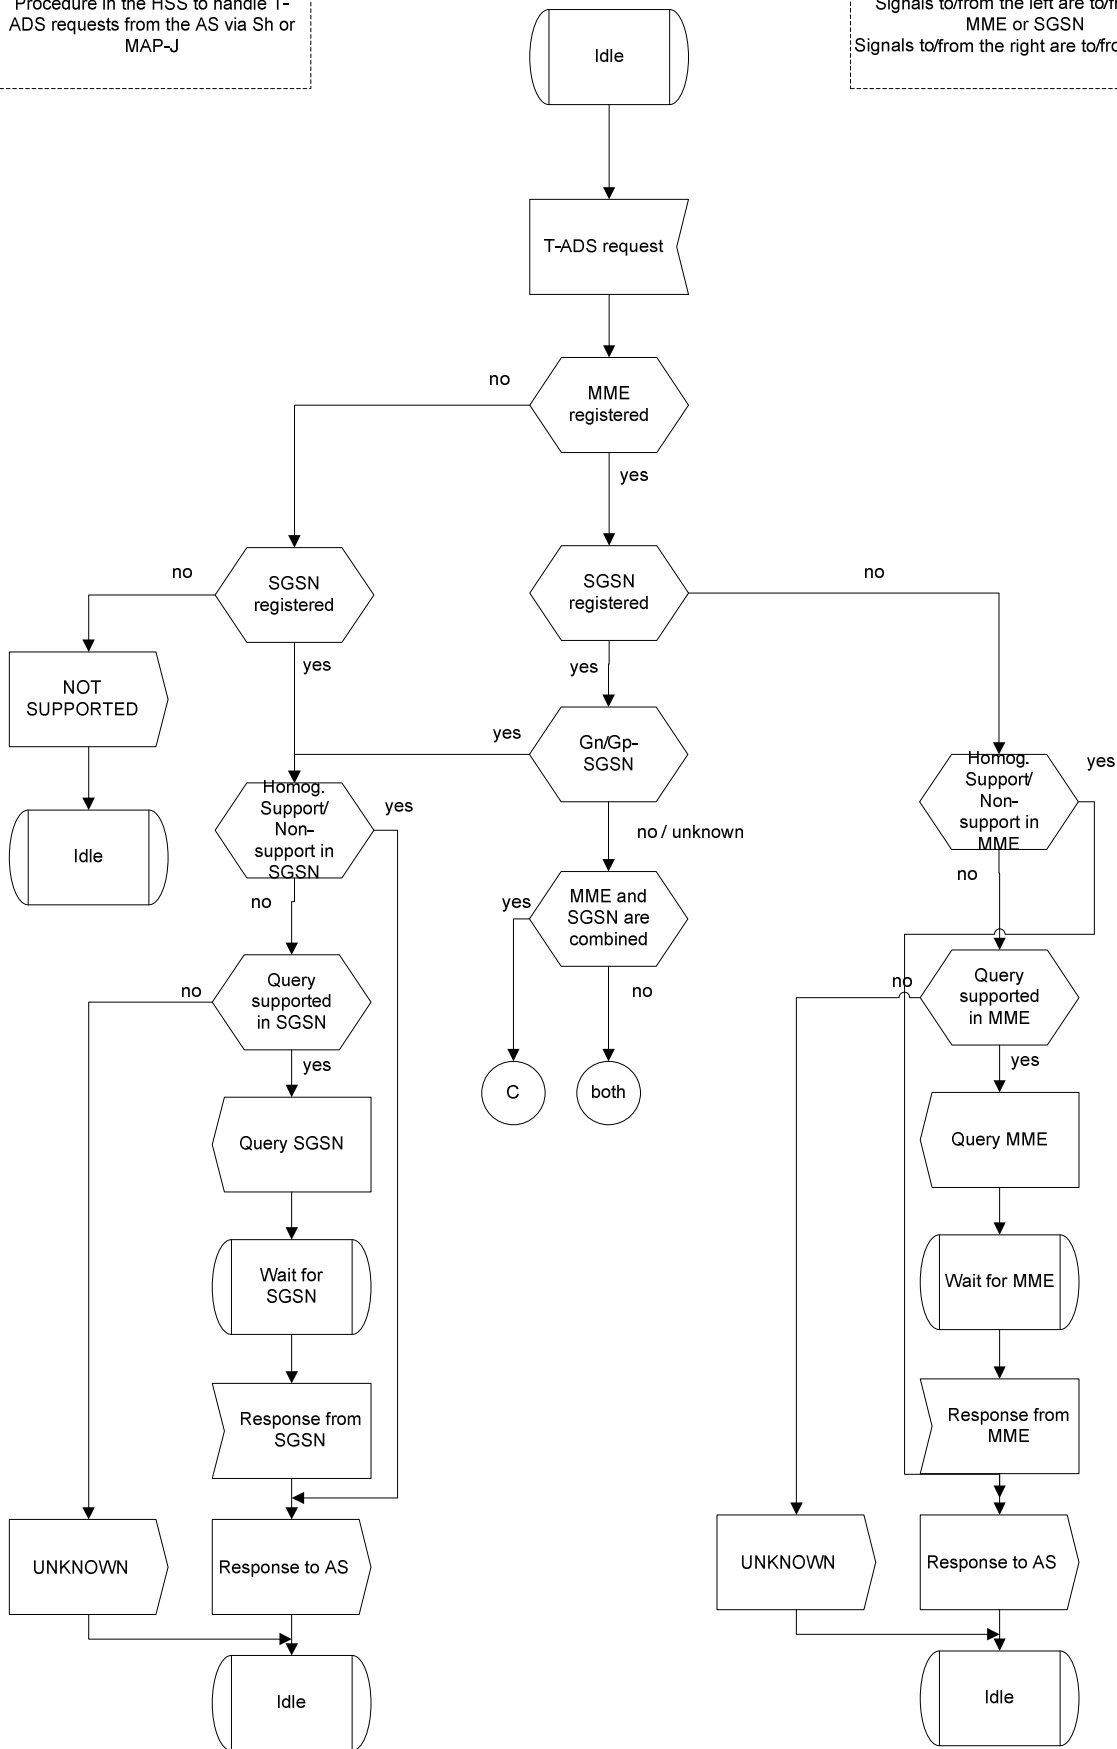 Procedure in the HSS to handle T-
ADS requests from the AS via Sh or
MAP-J
Signals to/from the left are to/fr
MME or SGSN
Signals to/from the right are to/fro
Idle
T-ADS request
MME
registered
no
yes
SGSN
registered
no
yes
SGSN
registered
no
yes
NOT
SUPPORTED
Idle
Gn/Gp-
SGSN
yes
no / unknown
Homog.
Support/
Non-
support in
SGSN
yes
no
Homog.
Support/
Non-
support in
MME
yes
no
MME and
SGSN are
combined
yes
no
C
both
Query
supported
in SGSN
no
yes
Query
supported
in MME
no
yes
Query SGSN
Query MME
Wait for
SGSN
Wait for MME
Response from
SGSN
Response from
MME
UNKNOWN
Response to AS
UNKNOWN
Response to AS
Idle
Idle